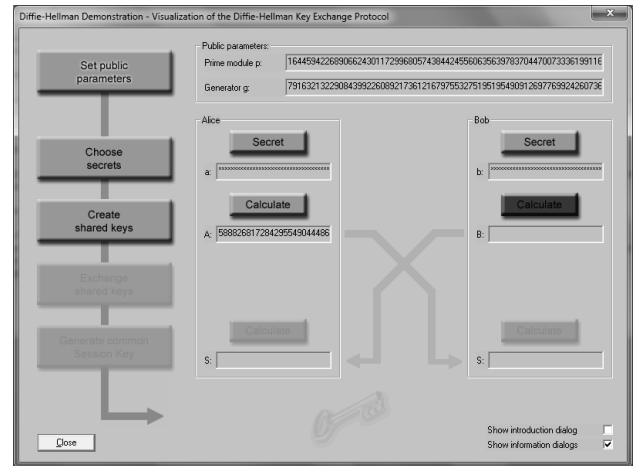 Diffie-Hellman Demonstration - Visualization of the Diffie-Hellman Key Exchange Protocol
Set public
parameters
Choose
secrets
Create
shared keys
Exchange
shared keys
Generate common
Session Key
Public parameters:
Prime module p:
Generator g:
Alice
Secret
a: ************************************
Calculate
A: 588826817284295549044486
Calculate
S:
Bob
Secret
b: ************************************
Calculate
B:
Calculate
S:
Close
Show introduction dialog
Show information dialogs